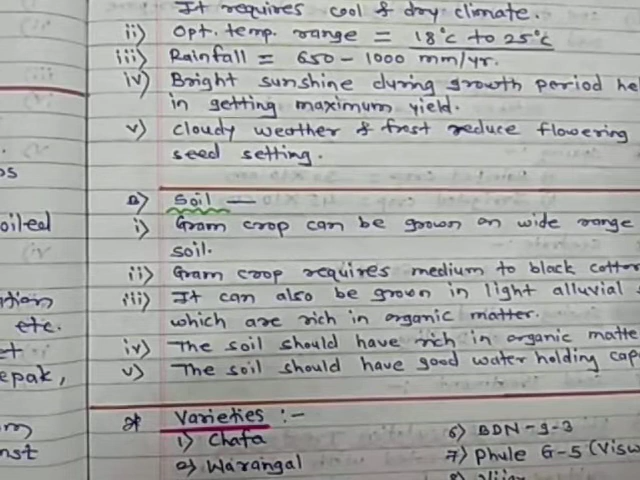 It requires cool & dry climate.
ii) Opt. temp. range = 18°c to 25°c
iii) Rainfall = 650 - 1000 mm/yr.
iv) Bright sunshine during growth period he
in getting maximum yield.
v) cloudy weather & frost reduce flowering
seed setting.
os
2) Soil —
oiled
i) Gram crop can be grown on wide range
soil.
ii) Gram crop requires medium to black cotton
ation
iii) It can also be grown in light alluvial
etc.
which are rich in organic matter.
et
iv) The soil should have rich in organic matte
epak,
v) The soil should have good water holding cap
* Varieties :-
1) Chafa
6) BDN-9-3
nst
2) Warangal
7) Phule G-5 (Visw